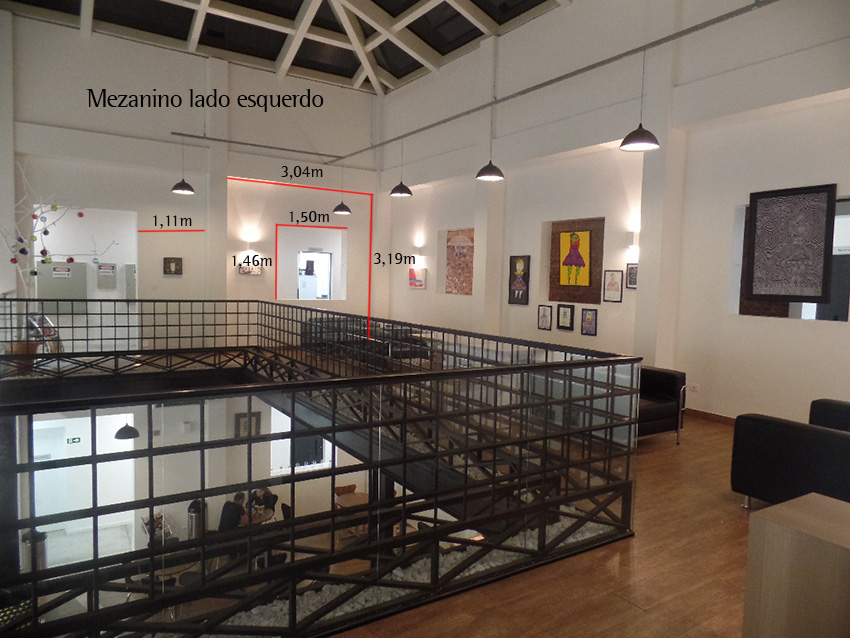 Mezanino lado esquerdo
3,04m
1,50m
1,11m
1,46m
3,19m